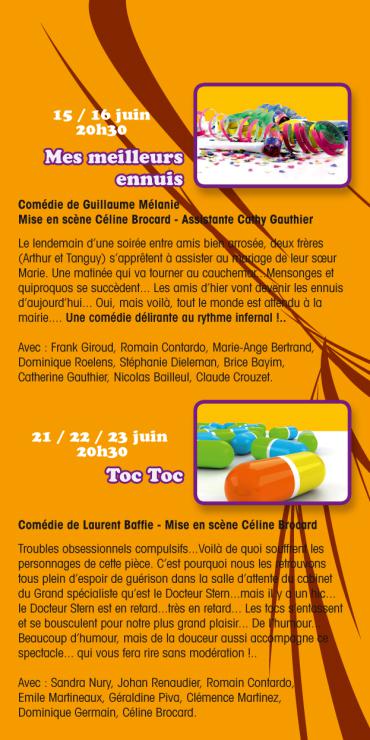 15 / 16 juin
20h30
Mes meilleurs
ennuis
Comédie de Guillaume Mélanie
Mise en scène Céline Brocard - Assistante Cathy Gauthier
Le lendemain d'une soirée entre amis bien arrosée, deux frères
(Arthur et Tanguy) s'apprêtent à assister au mariage de leur sœur
Marie. Une matinée qui va tourner au cauchemar...Mensonges et
quiproquos se succèdent... Les amis d'hier vont devenir les ennuis
d'aujourd'hui... Oui, mais voilà, tout le monde est attendu à la
mairie.... Une comédie délirante au rythme infernal !..
Avec : Frank Giroud, Romain Contardo, Marie-Ange Bertrand,
Dominique Roelens, Stéphanie Dieleman, Brice Bayim,
Catherine Gauthier, Nicolas Bailleul, Claude Crouzet.
21 / 22 / 23 juin
20h30
Toc Toc
Comédie de Laurent Baffie - Mise en scène Céline Brocard
Troubles obsessionnels compulsifs...Voilà de quoi souffrent les
personnages de cette pièce. C'est pourquoi nous les retrouvons
tous plein d'espoir de guérison dans la salle d'attente du cabinet
du Grand spécialiste qu'est le Docteur Stern...mais il y a un hic...
le Docteur Stern est en retard...très en retard... Les tocs s'entassent
et se bousculent pour notre plus grand plaisir... De l'humour...
Beaucoup d'humour, mais de la douceur aussi accompagne ce
spectacle... qui vous fera rire sans modération !..
Avec : Sandra Nury, Johan Renaudier, Romain Contardo,
Emile Martineaux, Géraldine Piva, Clémence Martinez,
Dominique Germain, Céline Brocard.